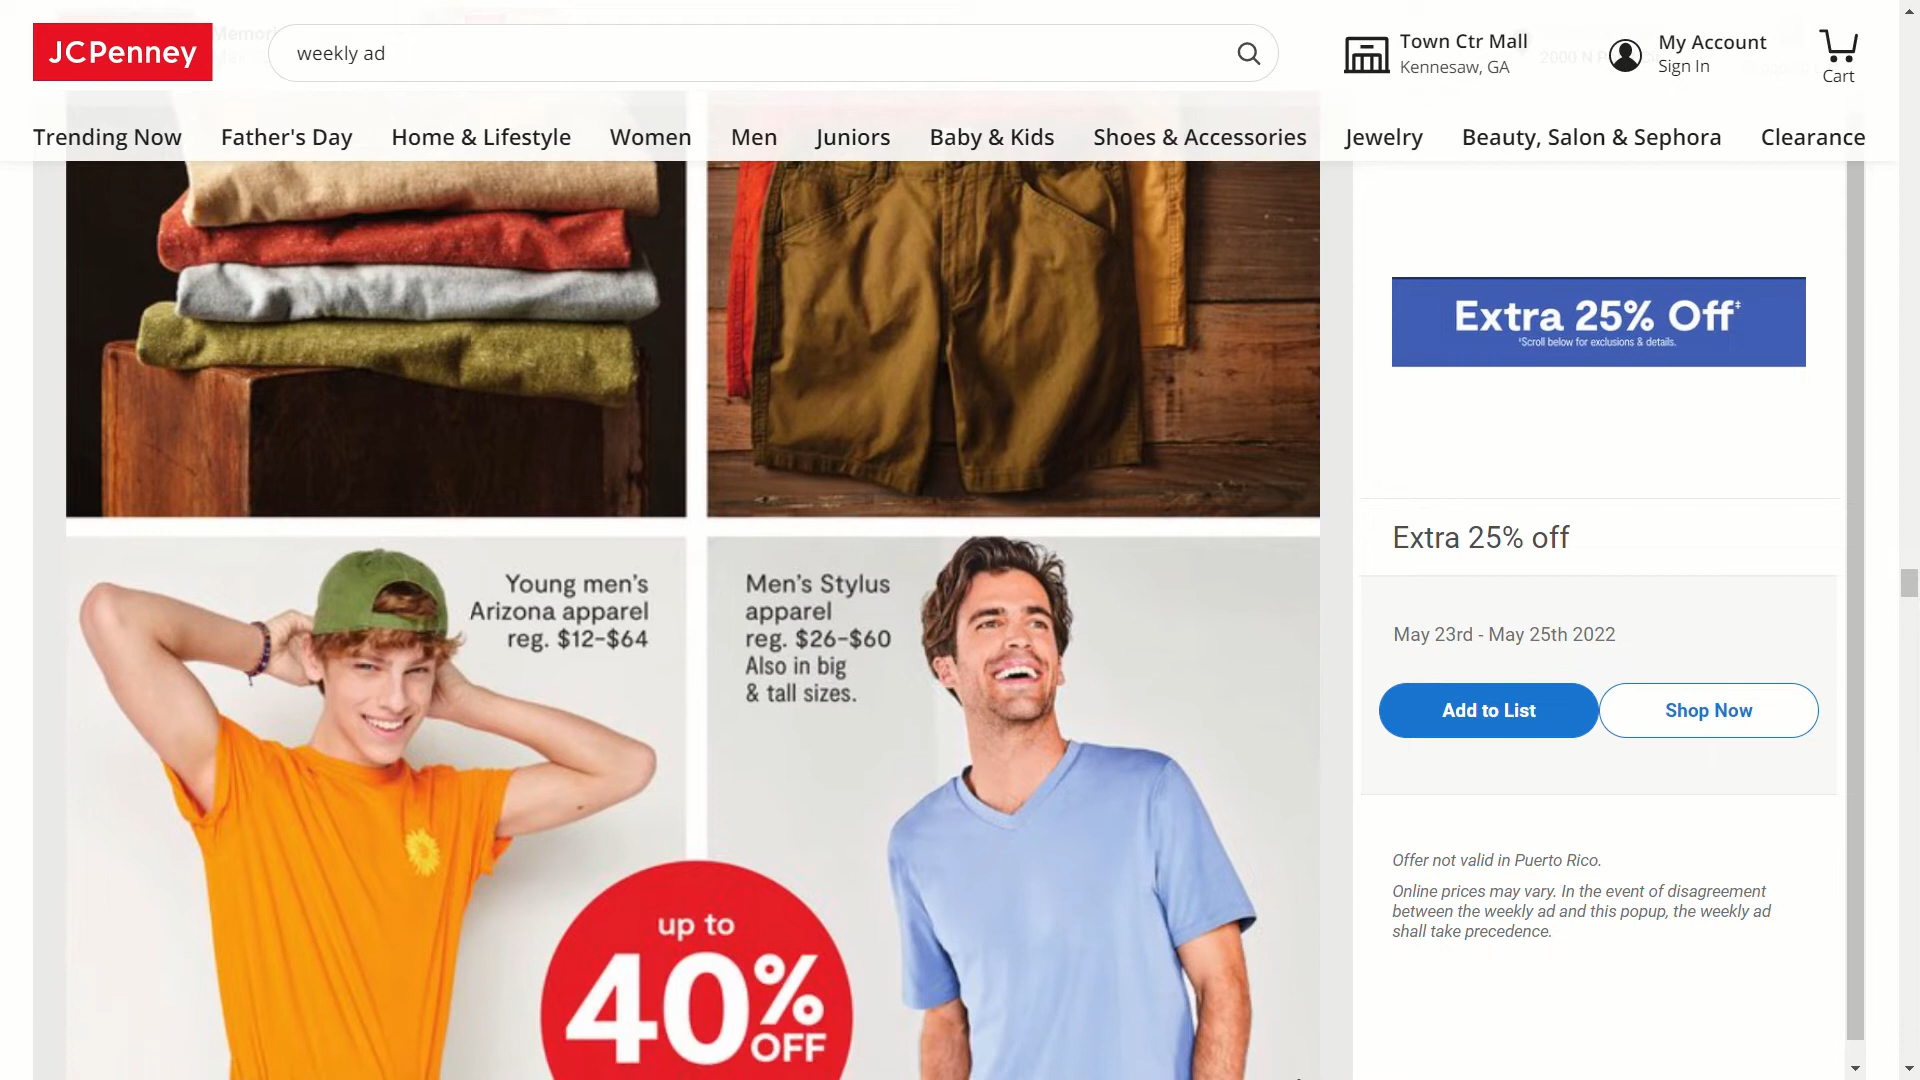 JCPenney
weekly ad
Town Ctr Mall
Kennesaw, GA
My Account
Sign In
Cart
Trending Now
Father's Day
Home & Lifestyle
Women
Men
Juniors
Baby & Kids
Shoes & Accessories
Jewelry
Beauty, Salon & Sephora
Clearance
Young men's
Arizona apparel
reg. $12–$64
Men's Stylus
apparel
reg. $26–$60
Also in big
& tall sizes.
up to
40%
OFF
Extra 25% Off‡
‡Scroll below for exclusions & details.
Extra 25% off
May 23rd - May 25th 2022
Add to List
Shop Now
Offer not valid in Puerto Rico.
Online prices may vary. In the event of disagreement
between the weekly ad and this popup, the weekly ad
shall take precedence.